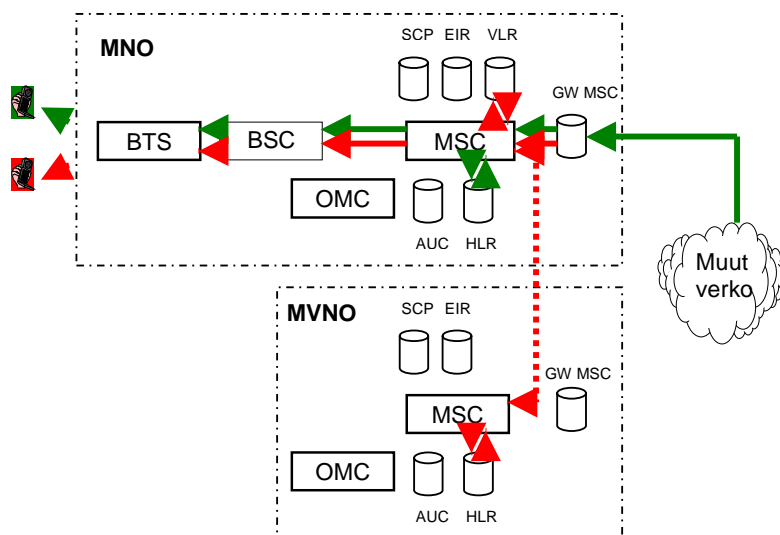 SCP EIR VLR
MNO
GW MSC
BTS BSC MSC
OMC
AUC HLR
Muut
verko
MVNO SCP EIR
GW MSC
MSC
OMC
AUC HLR